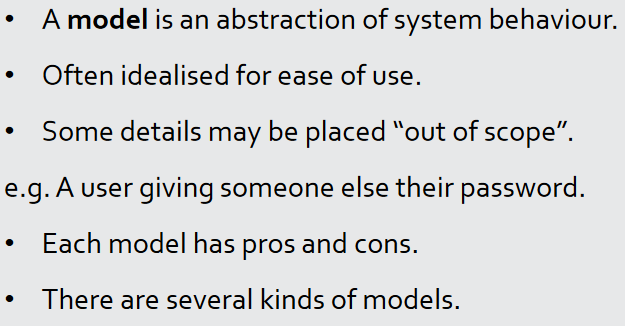 • A model is an abstraction of system behaviour.
• Often idealised for ease of use.
• Some details may be placed “out of scope”.
e.g. A user giving someone else their password.
• Each model has pros and cons.
• There are several kinds of models.